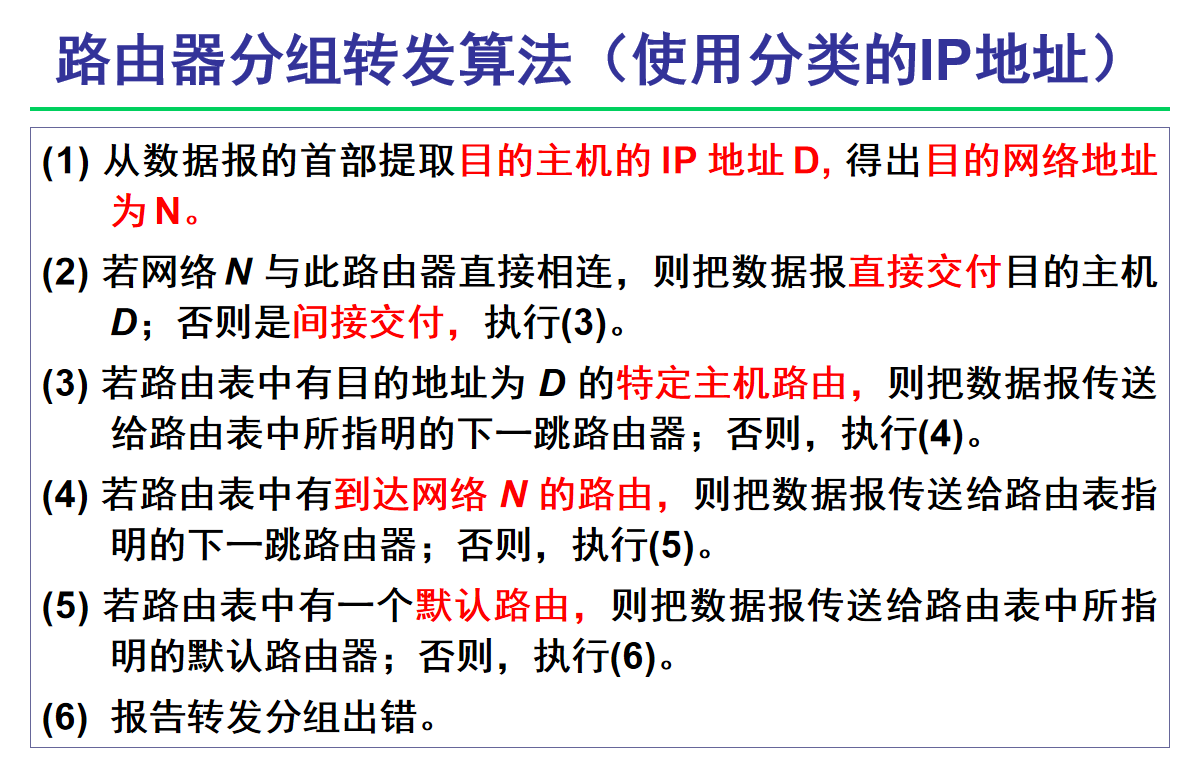 路由器分组转发算法（使用分类的IP地址）
(1) 从数据报的首部提取目的主机的 IP 地址 D, 得出目的网络地址
为 N。
(2) 若网络 N 与此路由器直接相连，则把数据报直接交付目的主机
D；否则是间接交付，执行(3)。
(3) 若路由表中有目的地址为 D 的特定主机路由，则把数据报传送
给路由表中所指明的下一跳路由器；否则，执行(4)。
(4) 若路由表中有到达网络 N 的路由，则把数据报传送给路由表指
明的下一跳路由器；否则，执行(5)。
(5) 若路由表中有一个默认路由，则把数据报传送给路由表中所指
明的默认路由器；否则，执行(6)。
(6) 报告转发分组出错。